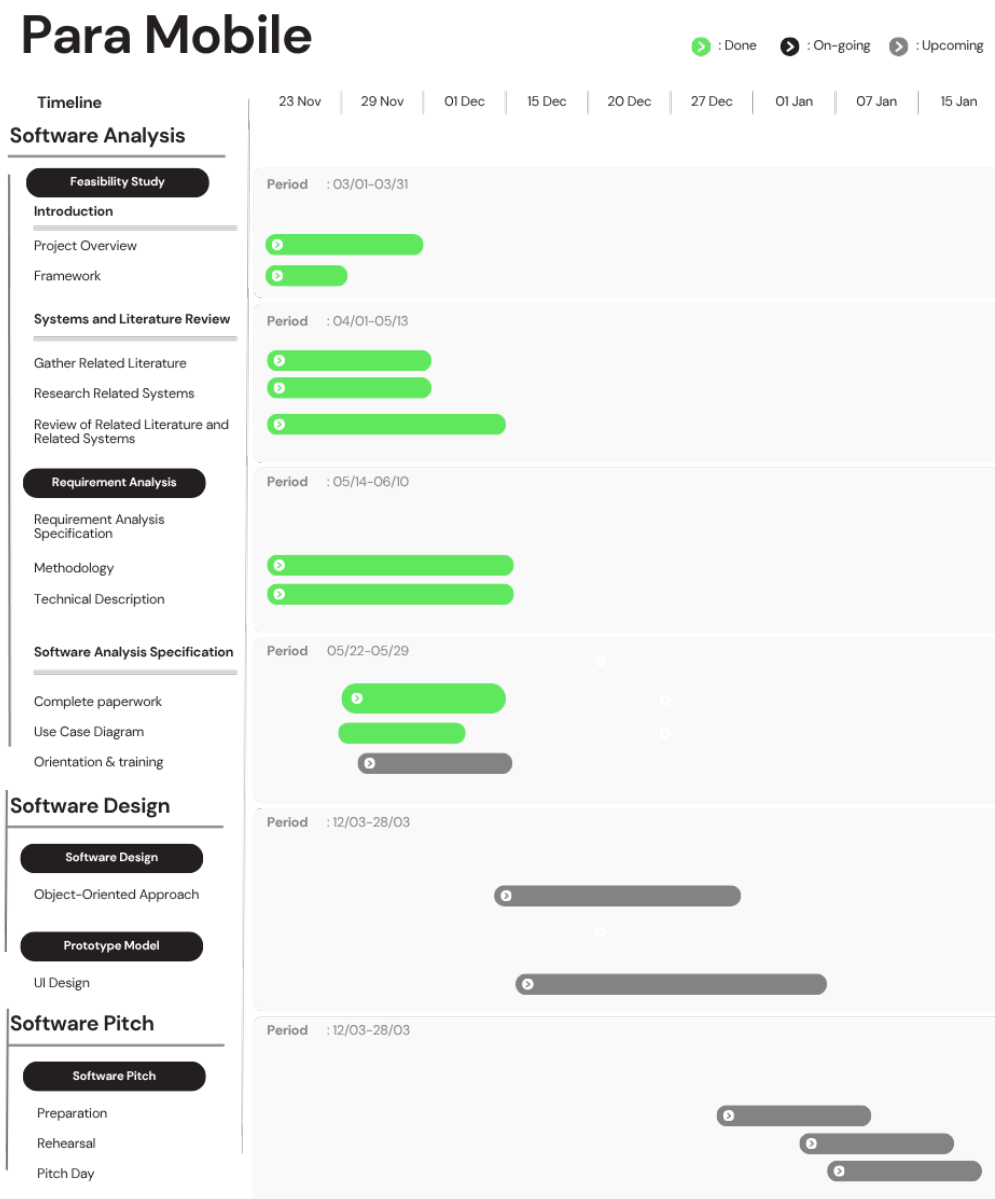 Para Mobile
: Done : On-going : Upcoming
Timeline 23 Nov 29 Nov 01 Dec 15 Dec 20 Dec 27 Dec 01 Jan 07 Jan 15 Jan
Software Analysis
Feasibility Study
Period : 03/01-03/31
Introduction
Project Overview
Framework
Systems and Literature Review
Period : 04/01-05/13
Gather Related Literature
Research Related Systems
Review of Related Literature and
Related Systems
Requirement Analysis
Period : 05/14-06/10
Requirement Analysis
Specification
Methodology
Technical Description
Software Analysis Specification
Period 05/22-05/29
Complete paperwork
Use Case Diagram
Orientation & training
Software Design
Period : 12/03-28/03
Software Design
Object-Oriented Approach
Prototype Model
UI Design
Software Pitch
Period : 12/03-28/03
Software Pitch
Preparation
Rehearsal
Pitch Day